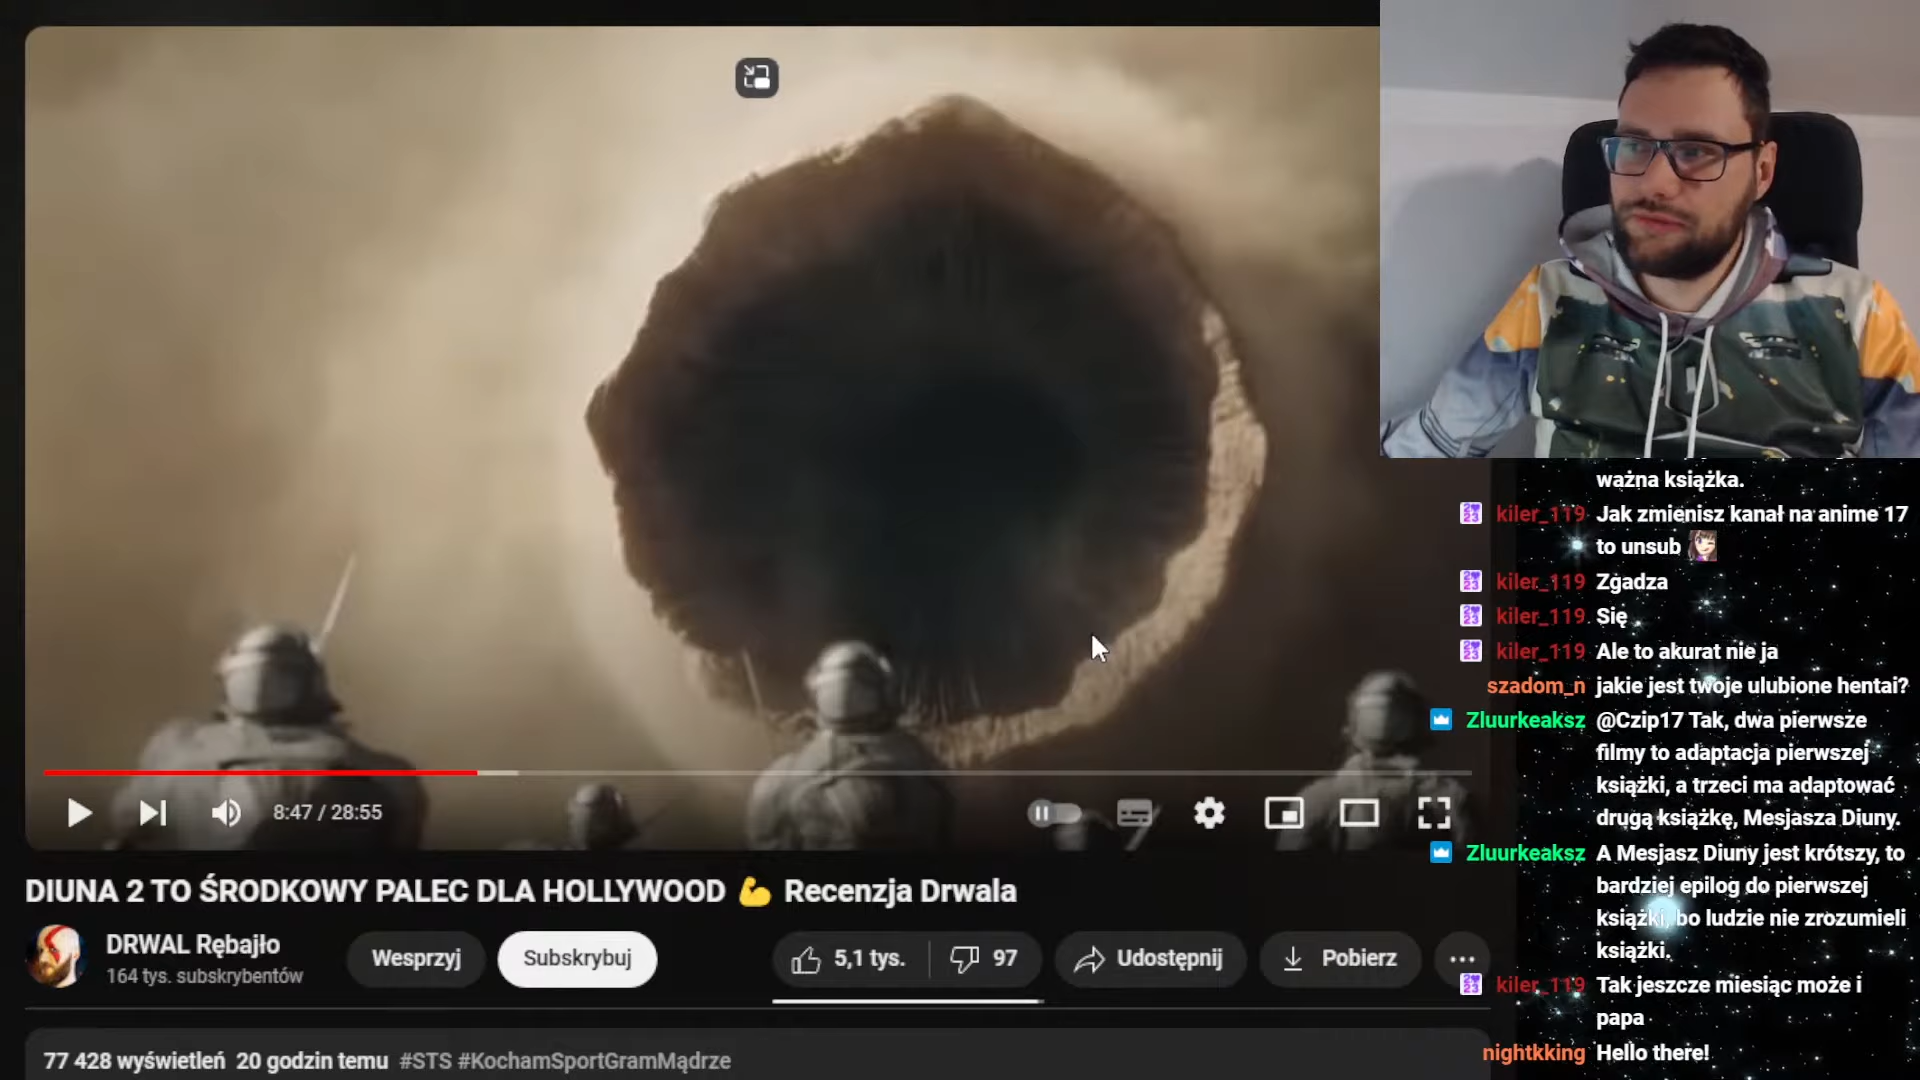 8:47 / 28:55
DIUNA 2 TO ŚRODKOWY PALEC DLA HOLLYWOOD 💪 Recenzja Drwala
DRWAL Rębajło
164 tys. subskrybentów
Wesprzyj
Subskrybuj
5,1 tys.
97
Udostępnij
Pobierz
77 428 wyświetleń 20 godzin temu #STS #KochamSportGramMądrze
ważna książka.
kiler_119 Jak zmienisz kanał na anime 17
to unsub
kiler_119 Zgadza
kiler_119 Się
kiler_119 Ale to akurat nie ja
szadom_n jakie jest twoje ulubione hentai?
Zluurkeaksz @Czip17 Tak, dwa pierwsze
filmy to adaptacja pierwszej
książki, a trzeci ma adaptować
drugą książkę, Mesjasza Diuny.
Zluurkeaksz A Mesjasz Diuny jest krótszy, to
bardziej epilog do pierwszej
książki, bo ludzie nie zrozumieli
książki.
kiler_119 Tak jeszcze miesiąc może i
papa
nightkking Hello there!